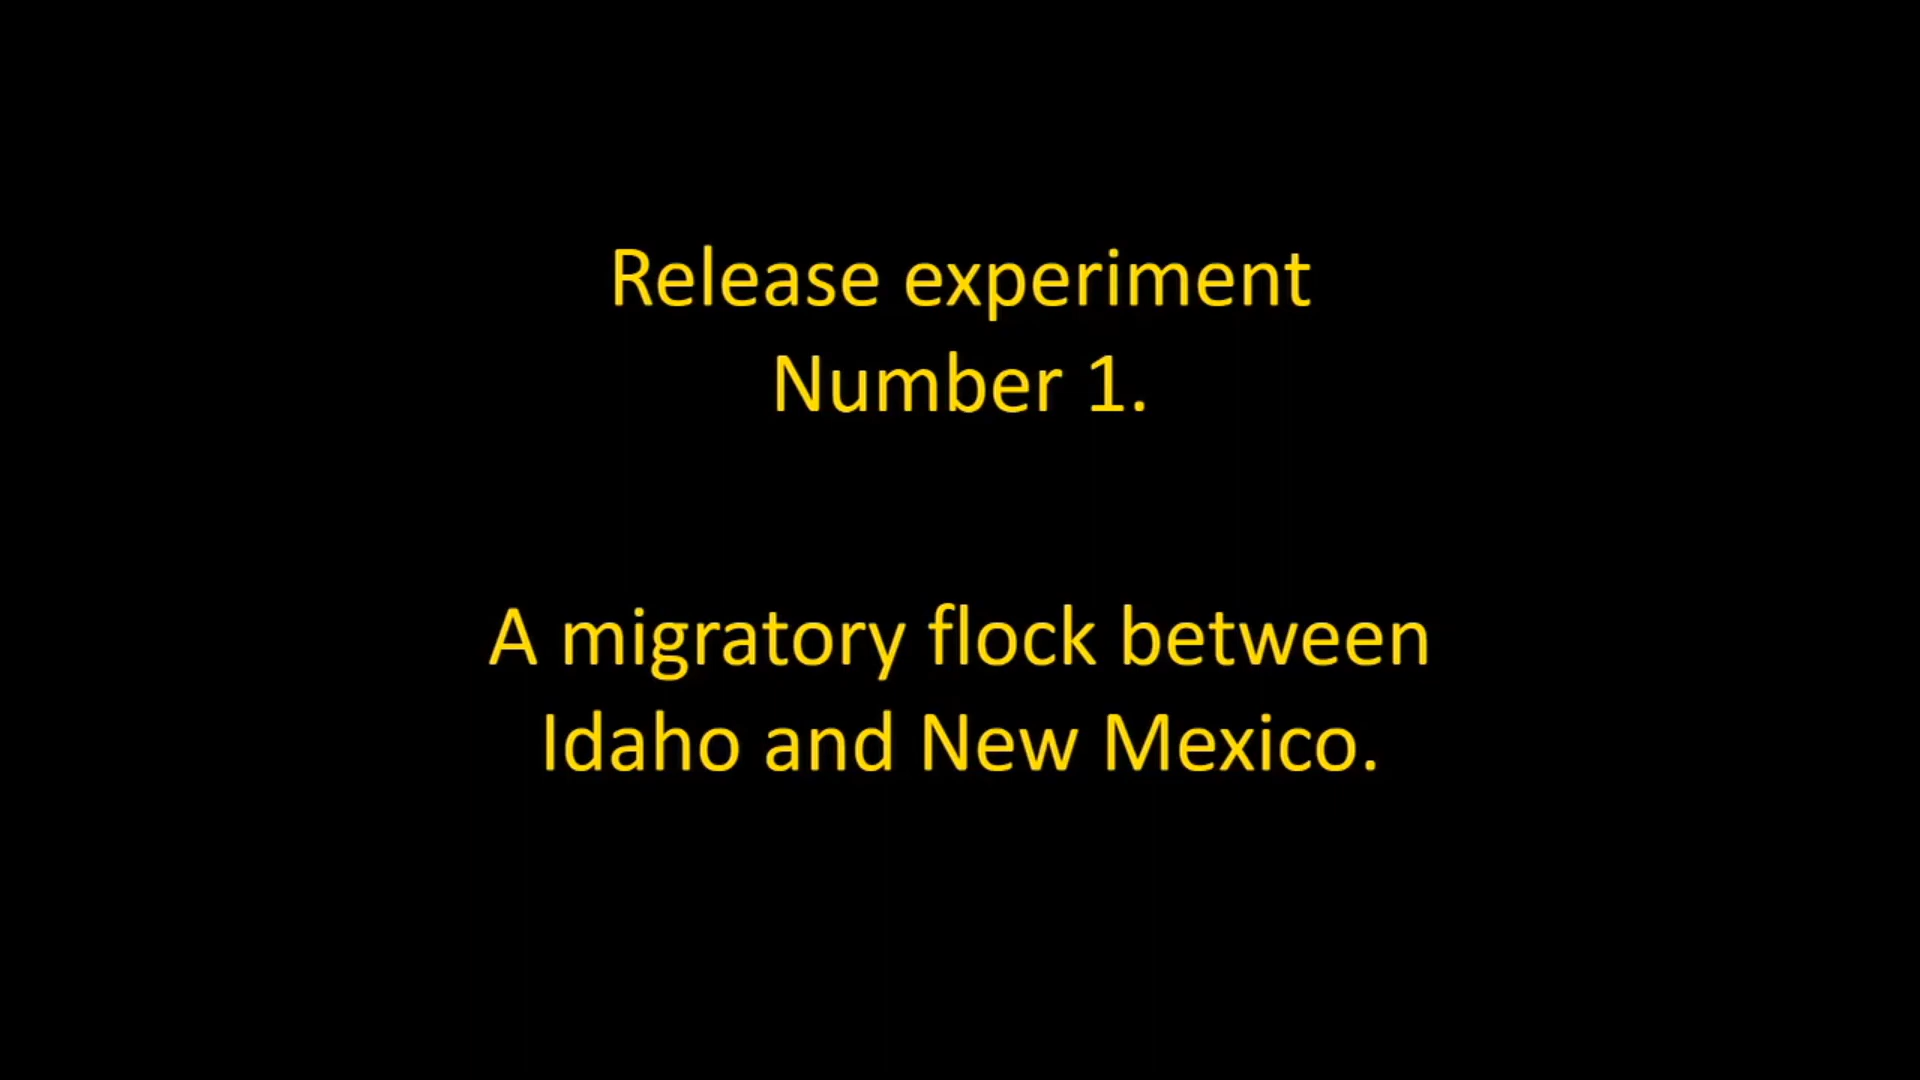 Release experiment
Number 1.
A migratory flock between
Idaho and New Mexico.